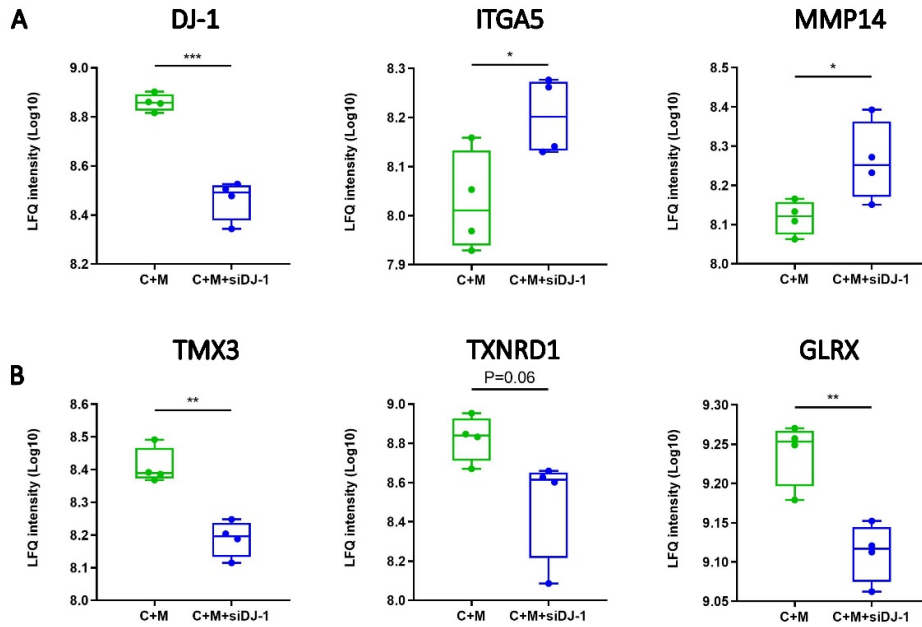 A
DJ-1
ITGA5
MMP14
***
*
*
LFQ intensity (Log10)
9.0
8.8
8.6
8.4
8.2
C+M
C+M+siDJ-1
LFQ intensity (Log10)
8.3
8.2
8.1
8.0
7.9
C+M
C+M+siDJ-1
LFQ intensity (Log10)
8.5
8.4
8.3
8.2
8.1
8.0
C+M
C+M+siDJ-1
B
TMX3
TXNRD1
GLRX
**
P=0.06
**
LFQ intensity (Log10)
8.6
8.5
8.4
8.3
8.2
8.1
8.0
C+M
C+M+siDJ-1
LFQ intensity (Log10)
9.0
8.8
8.6
8.4
8.2
8.0
C+M
C+M+siDJ-1
LFQ intensity (Log10)
9.30
9.25
9.20
9.15
9.10
9.05
C+M
C+M+siDJ-1